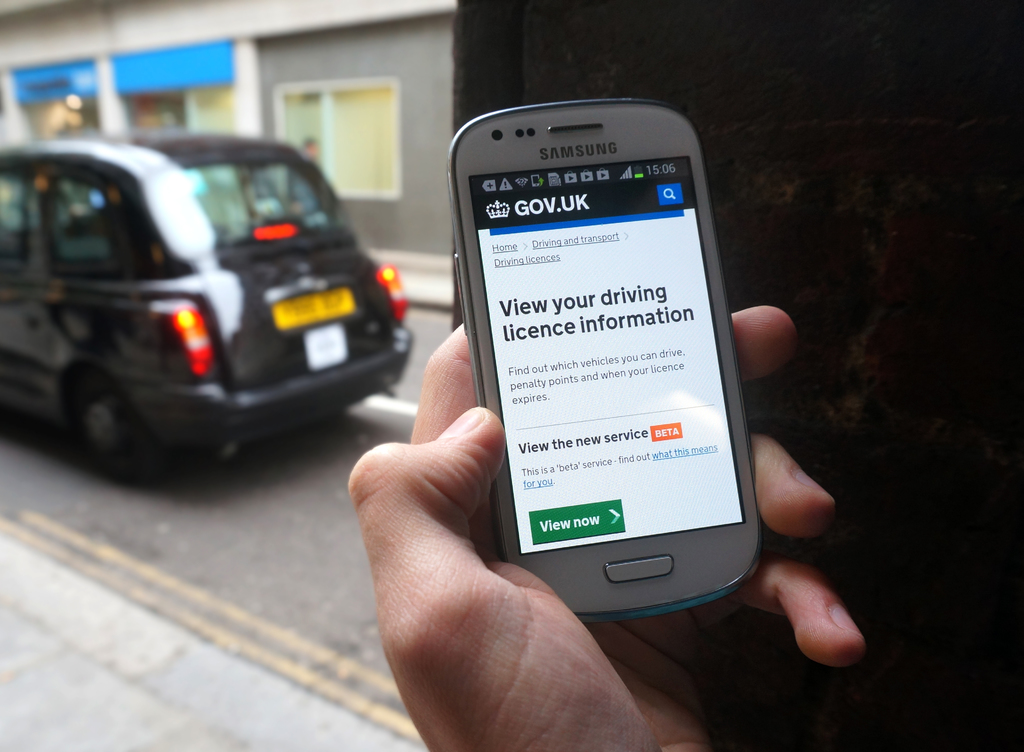 SAMSUNG
15:06
GOV.UK
Home > Driving and transport >
Driving licences
View your driving
licence information
Find out which vehicles you can drive,
penalty points and when your licence
expires.
View the new service BETA
This is a 'beta' service - find out what this means
for you.
View now